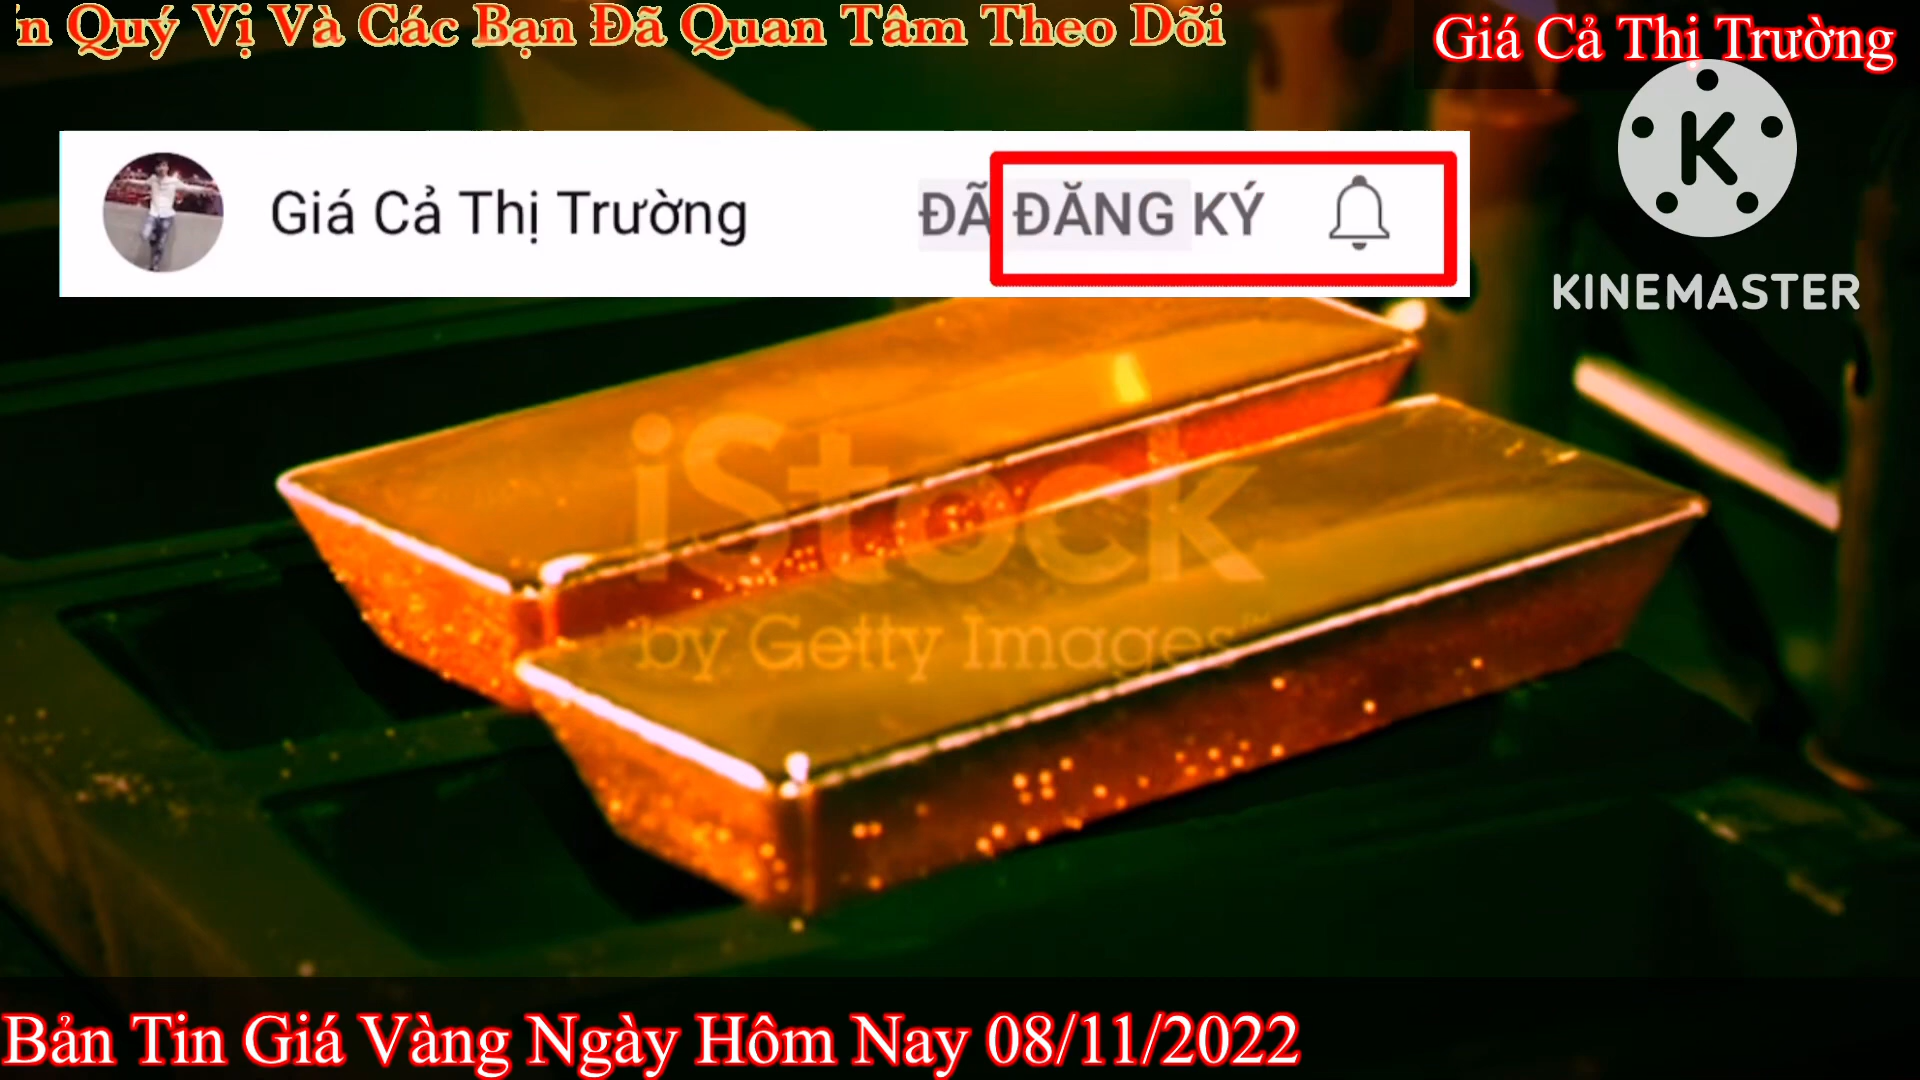 Quý Vị Và Các Bạn Đã Quan Tâm Theo Dõi
Giá Cả Thị Trường
Giá Cả Thị Trường
ĐÃ ĐĂNG KÝ
K
KINEMASTER
iStock
by Getty Images™
Bản Tin Giá Vàng Ngày Hôm Nay 08/11/2022